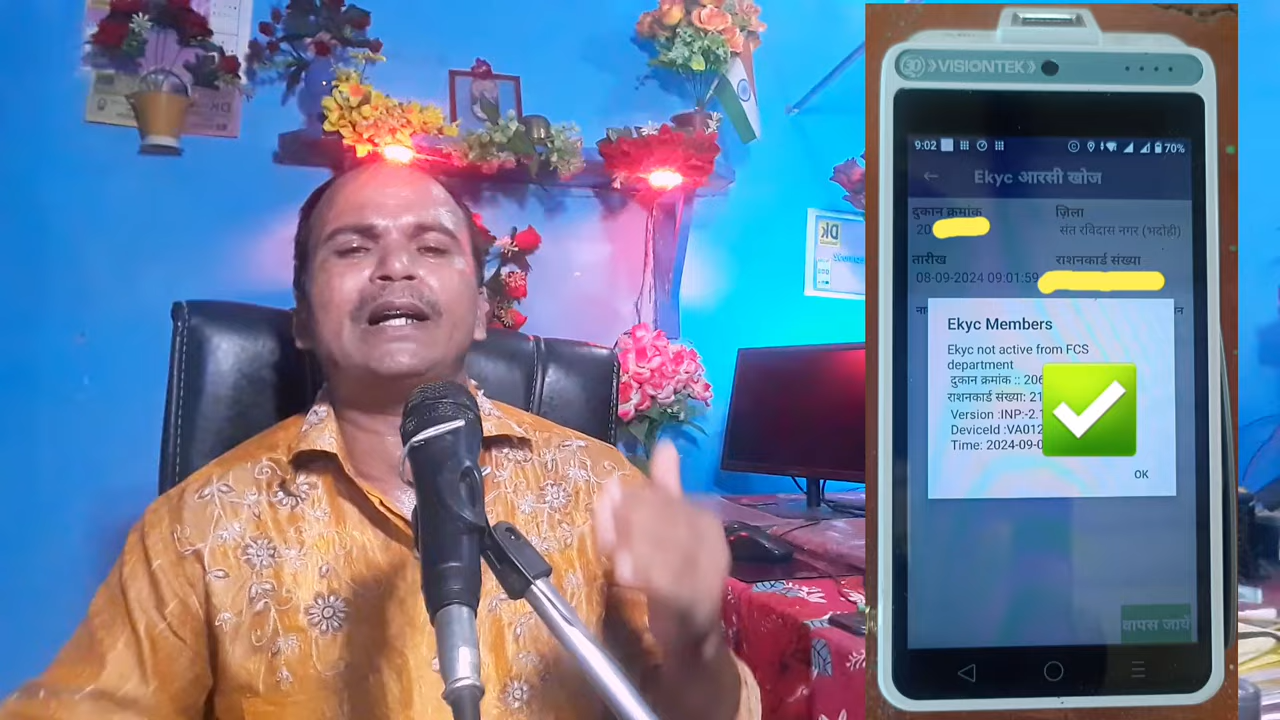 DK
VISIONTEK
9:02
70%
Ekyc आरसी खोज
दुकान क्रमांक
ज़िला
20
संत रविदास नगर (भदोही)
तारीख
राशनकार्ड संख्या
08-09-2024 09:01:59
Ekyc Members
Ekyc not active from FCS
department
दुकान क्रमांक :: 206
राशनकार्ड संख्या: 21
Version :INP:-2.1
DeviceId :VA012
Time: 2024-09-0
OK
वापस जाये